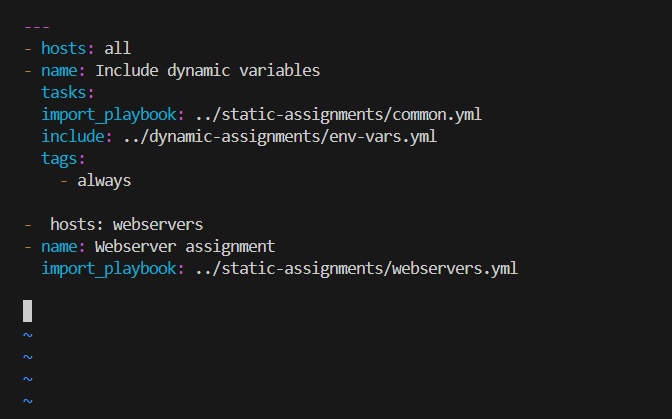 ---
- hosts: all
- name: Include dynamic variables
  tasks:
  import_playbook: ../static-assignments/common.yml
  include: ../dynamic-assignments/env-vars.yml
  tags:
    - always

-  hosts: webservers
- name: Webserver assignment
  import_playbook: ../static-assignments/webservers.yml

~
~
~
~